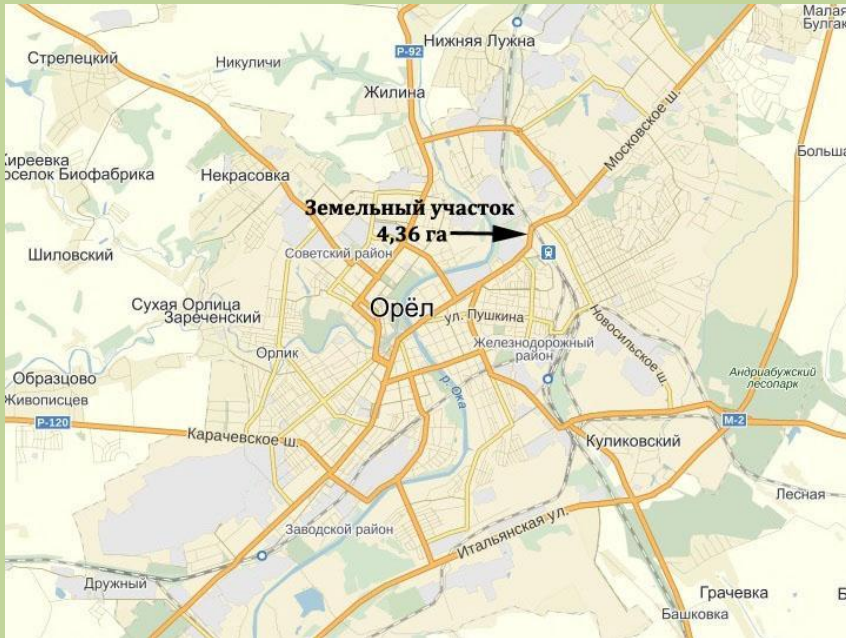 Малая
Булгак
Нижняя Лужна
Р-92
Стрелецкий
Никуличи
Жилина
Московское ш.
Киреевка
оселок Биофабрика
Некрасовка
Больша
Земельный участок
4,36 га
Советский район
Шиловский
Сухая Орлица
Зареченский
Орёл
ул. Пушкина
Новосильское ш.
Железнодорожный
район
Орлик
р. Ока
Андриабужский
лесопарк
Образцово
Живописцев
Р-120
Карачевское ш.
М-2
Куликовский
Лесная
Итальянская ул.
Заводской район
Дружный
Грачевка
Б
Башковка